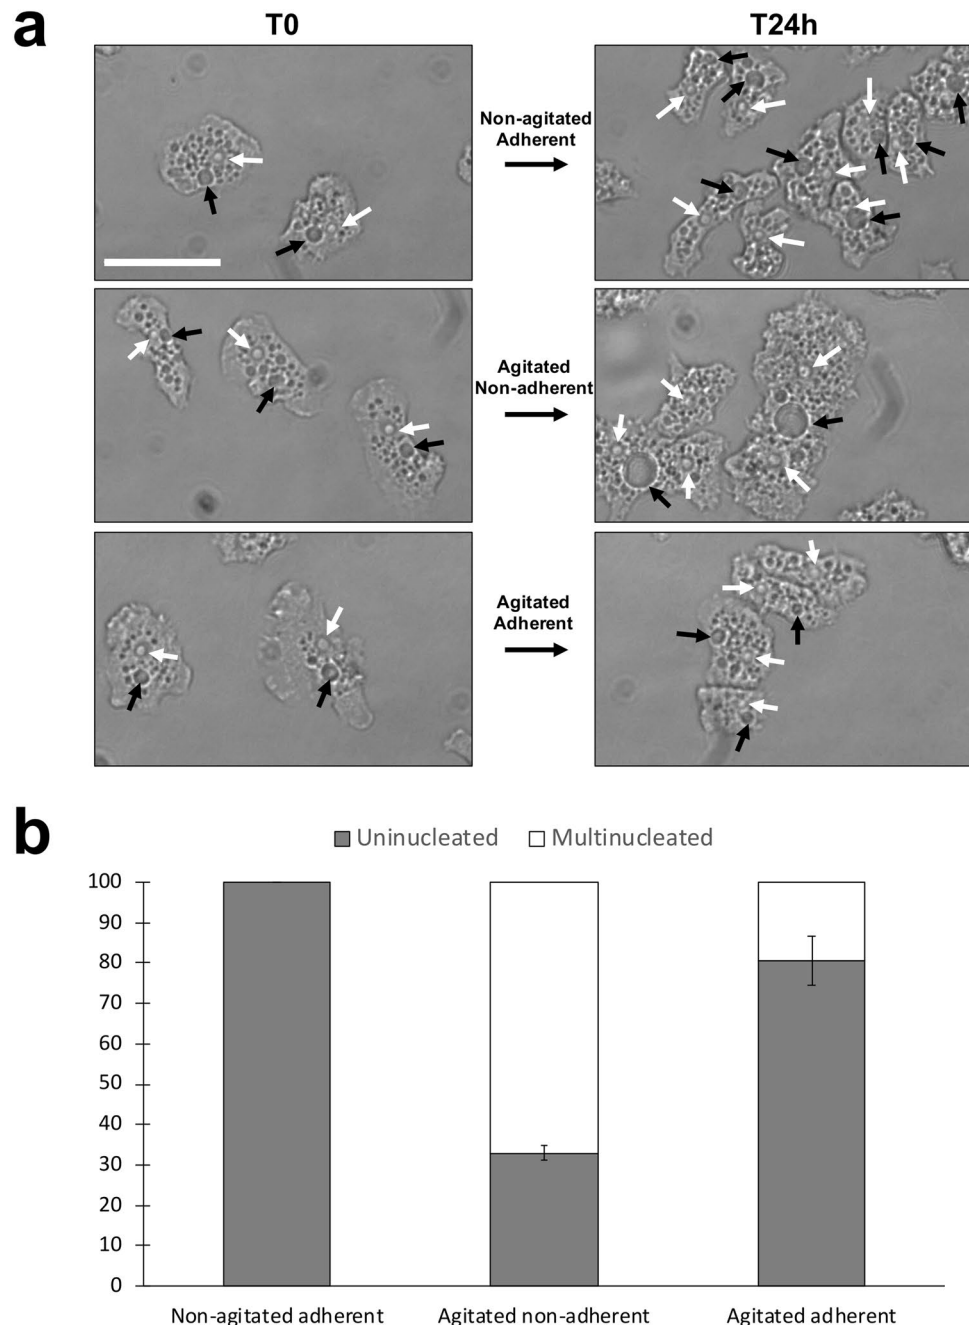 a
T0
T24h
Non-agitated
Adherent
Agitated
Non-adherent
Agitated
Adherent
b
Uninucleated
Multinucleated
100
90
80
70
60
50
40
30
20
10
0
Non-agitated adherent
Agitated non-adherent
Agitated adherent